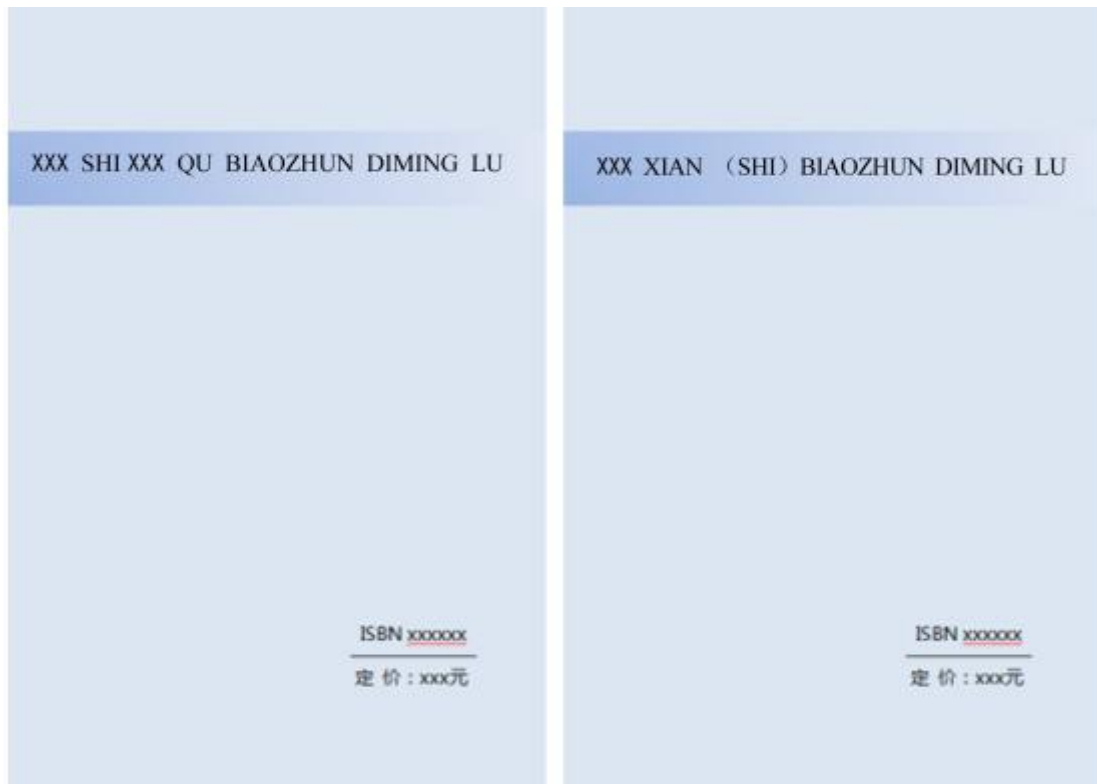 XXX SHI XXX QU BIAOZHUN DIMING LU
ISBN xxxxxx
定 价：xxx元
XXX XIAN （SHI）BIAOZHUN DIMING LU
ISBN xxxxxx
定 价：xxx元